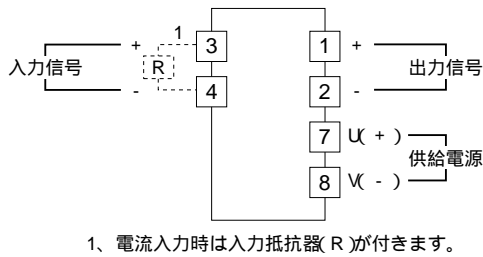 1
+ 3 1 +
入力信号 R 出力信号
- 4 2 -
7 U( + )
供給電源
8 V( - )
1、電流入力時は入力抵抗器( R )が付きます。